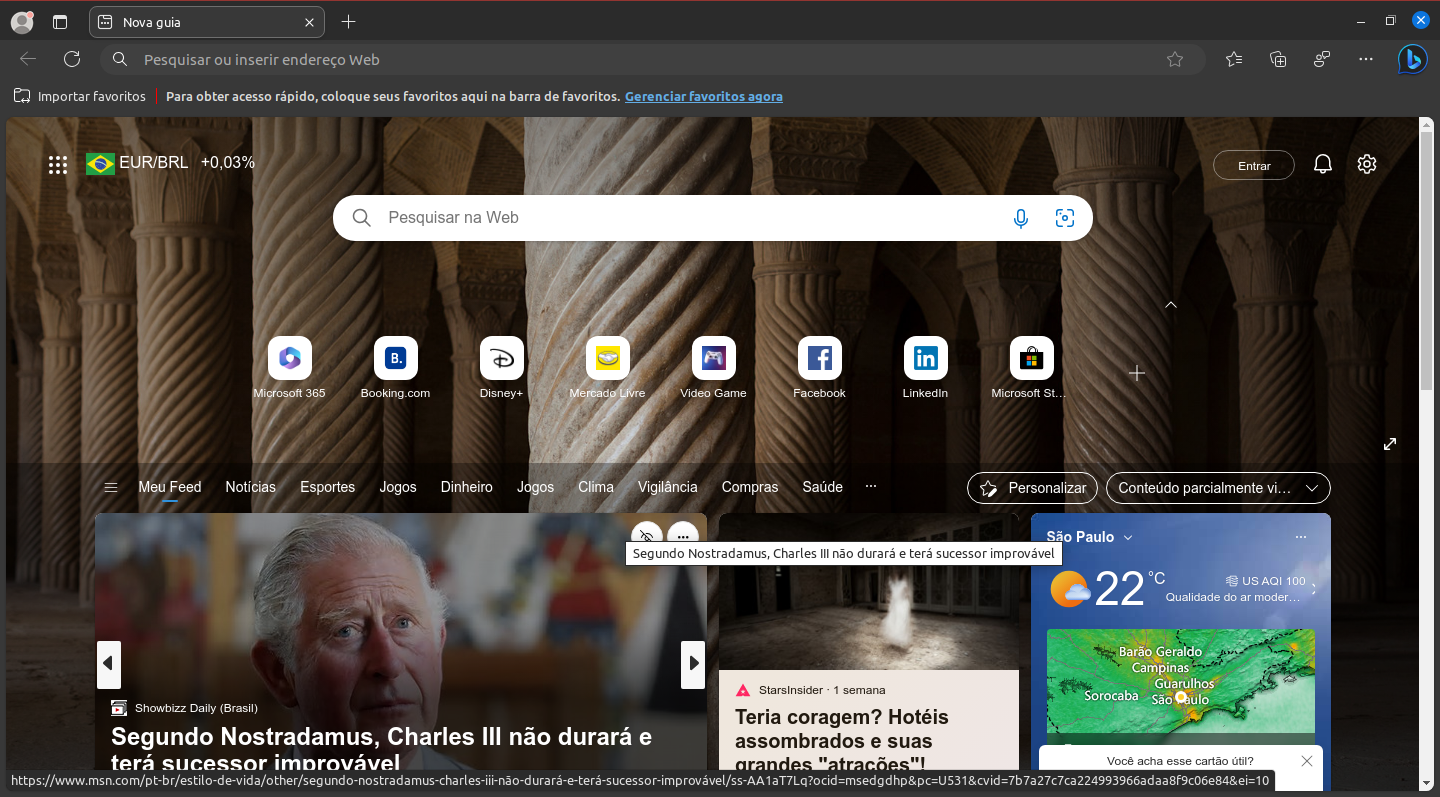 Nova guia
Pesquisar ou inserir endereço Web
Importar favoritos
Para obter acesso rápido, coloque seus favoritos aqui na barra de favoritos. Gerenciar favoritos agora
EUR/BRL +0,03%
Entrar
Pesquisar na Web
Microsoft 365
B.
Booking.com
Disney+
Mercado Livre
Video Game
Facebook
in
LinkedIn
Microsoft St...
Meu Feed Notícias Esportes Jogos Dinheiro Jogos Clima Vigilância Compras Saúde ...
Personalizar
Conteúdo parcialmente vi...
Segundo Nostradamus, Charles III não durará e terá sucessor improvável
Showbizz Daily (Brasil)
Segundo Nostradamus, Charles III não durará e
terá sucessor improvável
StarsInsider · 1 semana
Teria coragem? Hotéis
assombrados e suas
grandes "atrações"!
São Paulo
22 °C
US AQI 100
Qualidade do ar moder...
Barão Geraldo
Campinas
Guarulhos
Sorocaba
São Paulo
Você acha esse cartão útil?
https://www.msn.com/pt-br/estilo-de-vida/other/segundo-nostradamus-charles-iii-não-durará-e-terá-sucessor-improvável/ss-AA1aT7Lq?ocid=msedgdhp&pc=U531&cvid=7b7a27c7ca224993966adaa8f9c06e84&ei=10